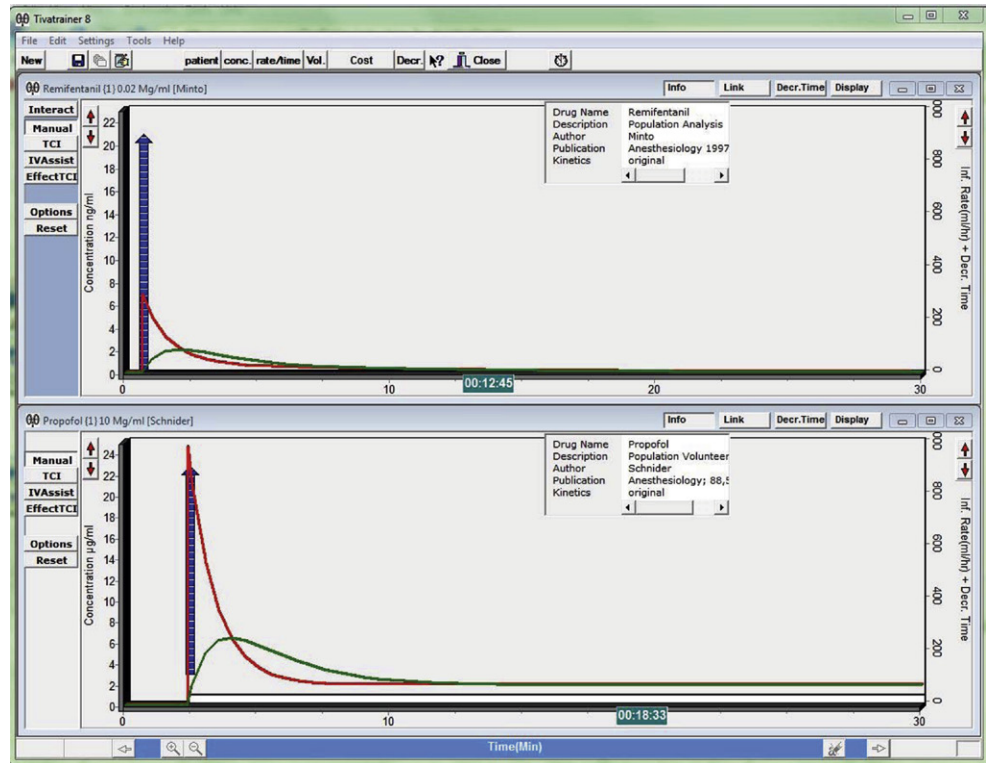 Tivatrainer 8
File Edit Settings Tools Help
New patient conc. rate/time Vol. Cost Decr. Close
Remifentanil (1) 0.02 Mg/ml [Minto] Info Link Decr.Time Display
Interact
Manual
TCI
IVAssist
EffectTCI
Options
Reset
Concentration ng/ml
22
20
18
16
14
12
10
8
6
4
2
0
Drug Name Remifentanil
Description Population Analysis
Author Minto
Publication Anesthesiology 1997
Kinetics original
800
600
400
200
0
Inf. Rate(ml/hr) + Decr. Time
0 10 20 30
00:12:45
Propofol (1) 10 Mg/ml [Schnider] Info Link Decr.Time Display
Manual
TCI
IVAssist
EffectTCI
Options
Reset
Concentration µg/ml
24
22
20
18
16
14
12
10
8
6
4
2
0
Drug Name Propofol
Description Population Volunteer
Author Schnider
Publication Anesthesiology; 88,
Kinetics original
800
600
400
200
0
Inf. Rate(ml/hr) + Decr. Time
0 10 30
00:18:33
Time(Min)